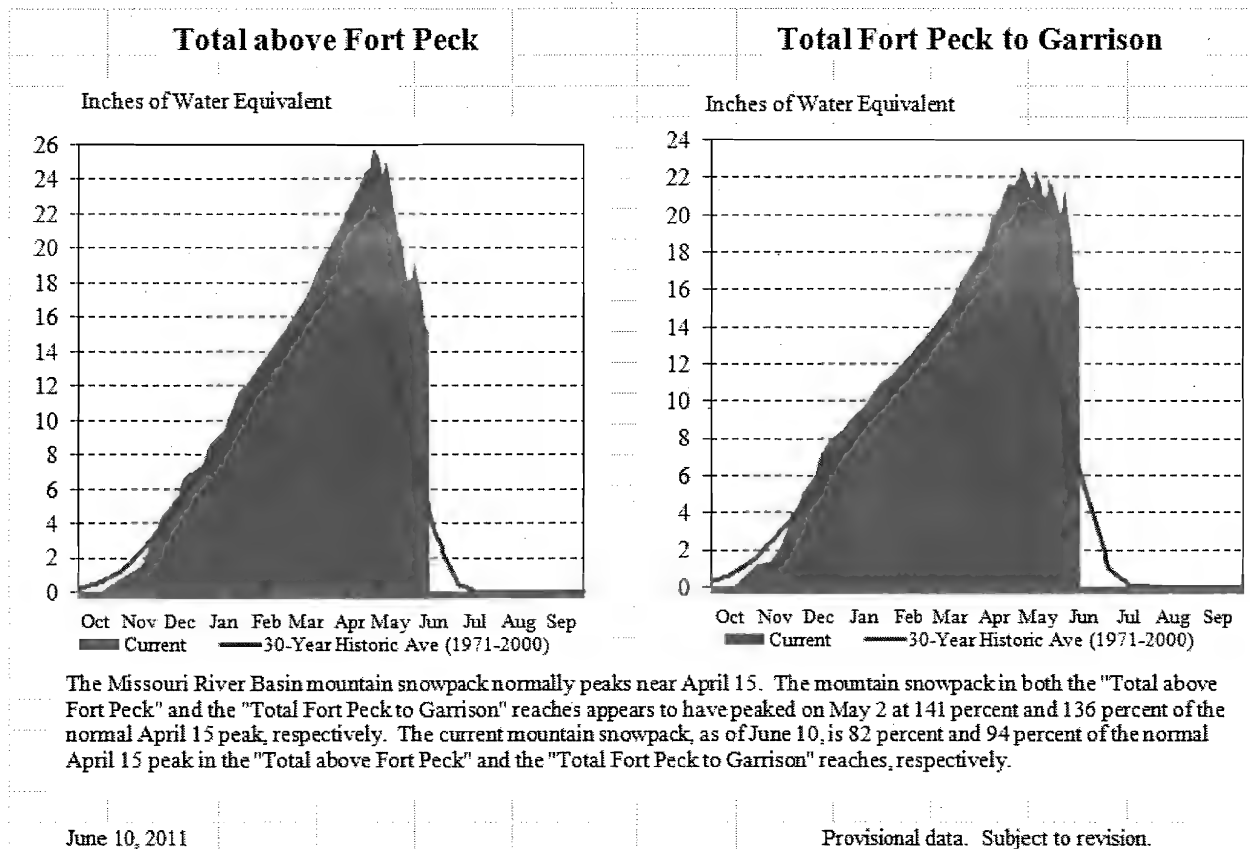 Total above Fort Peck
Inches of Water Equivalent
26
24
22
20
18
16
14
12
10
8
6
4
2
0
Oct Nov Dec Jan Feb Mar Apr May Jun Jul Aug Sep
Current 30-Year Historic Ave (1971-2000)
Total Fort Peck to Garrison
Inches of Water Equivalent
24
22
20
18
16
14
12
10
8
6
4
2
0
Oct Nov Dec Jan Feb Mar Apr May Jun Jul Aug Sep
Current 30-Year Historic Ave (1971-2000)
The Missouri River Basin mountain snowpack normally peaks near April 15. The mountain snowpack in both the "Total above
Fort Peck" and the "Total Fort Peck to Garrison" reaches appears to have peaked on May 2 at 141 percent and 136 percent of the
normal April 15 peak, respectively. The current mountain snowpack, as of June 10, is 82 percent and 94 percent of the normal
April 15 peak in the "Total above Fort Peck" and the "Total Fort Peck to Garrison" reaches, respectively.
June 10, 2011
Provisional data. Subject to revision.